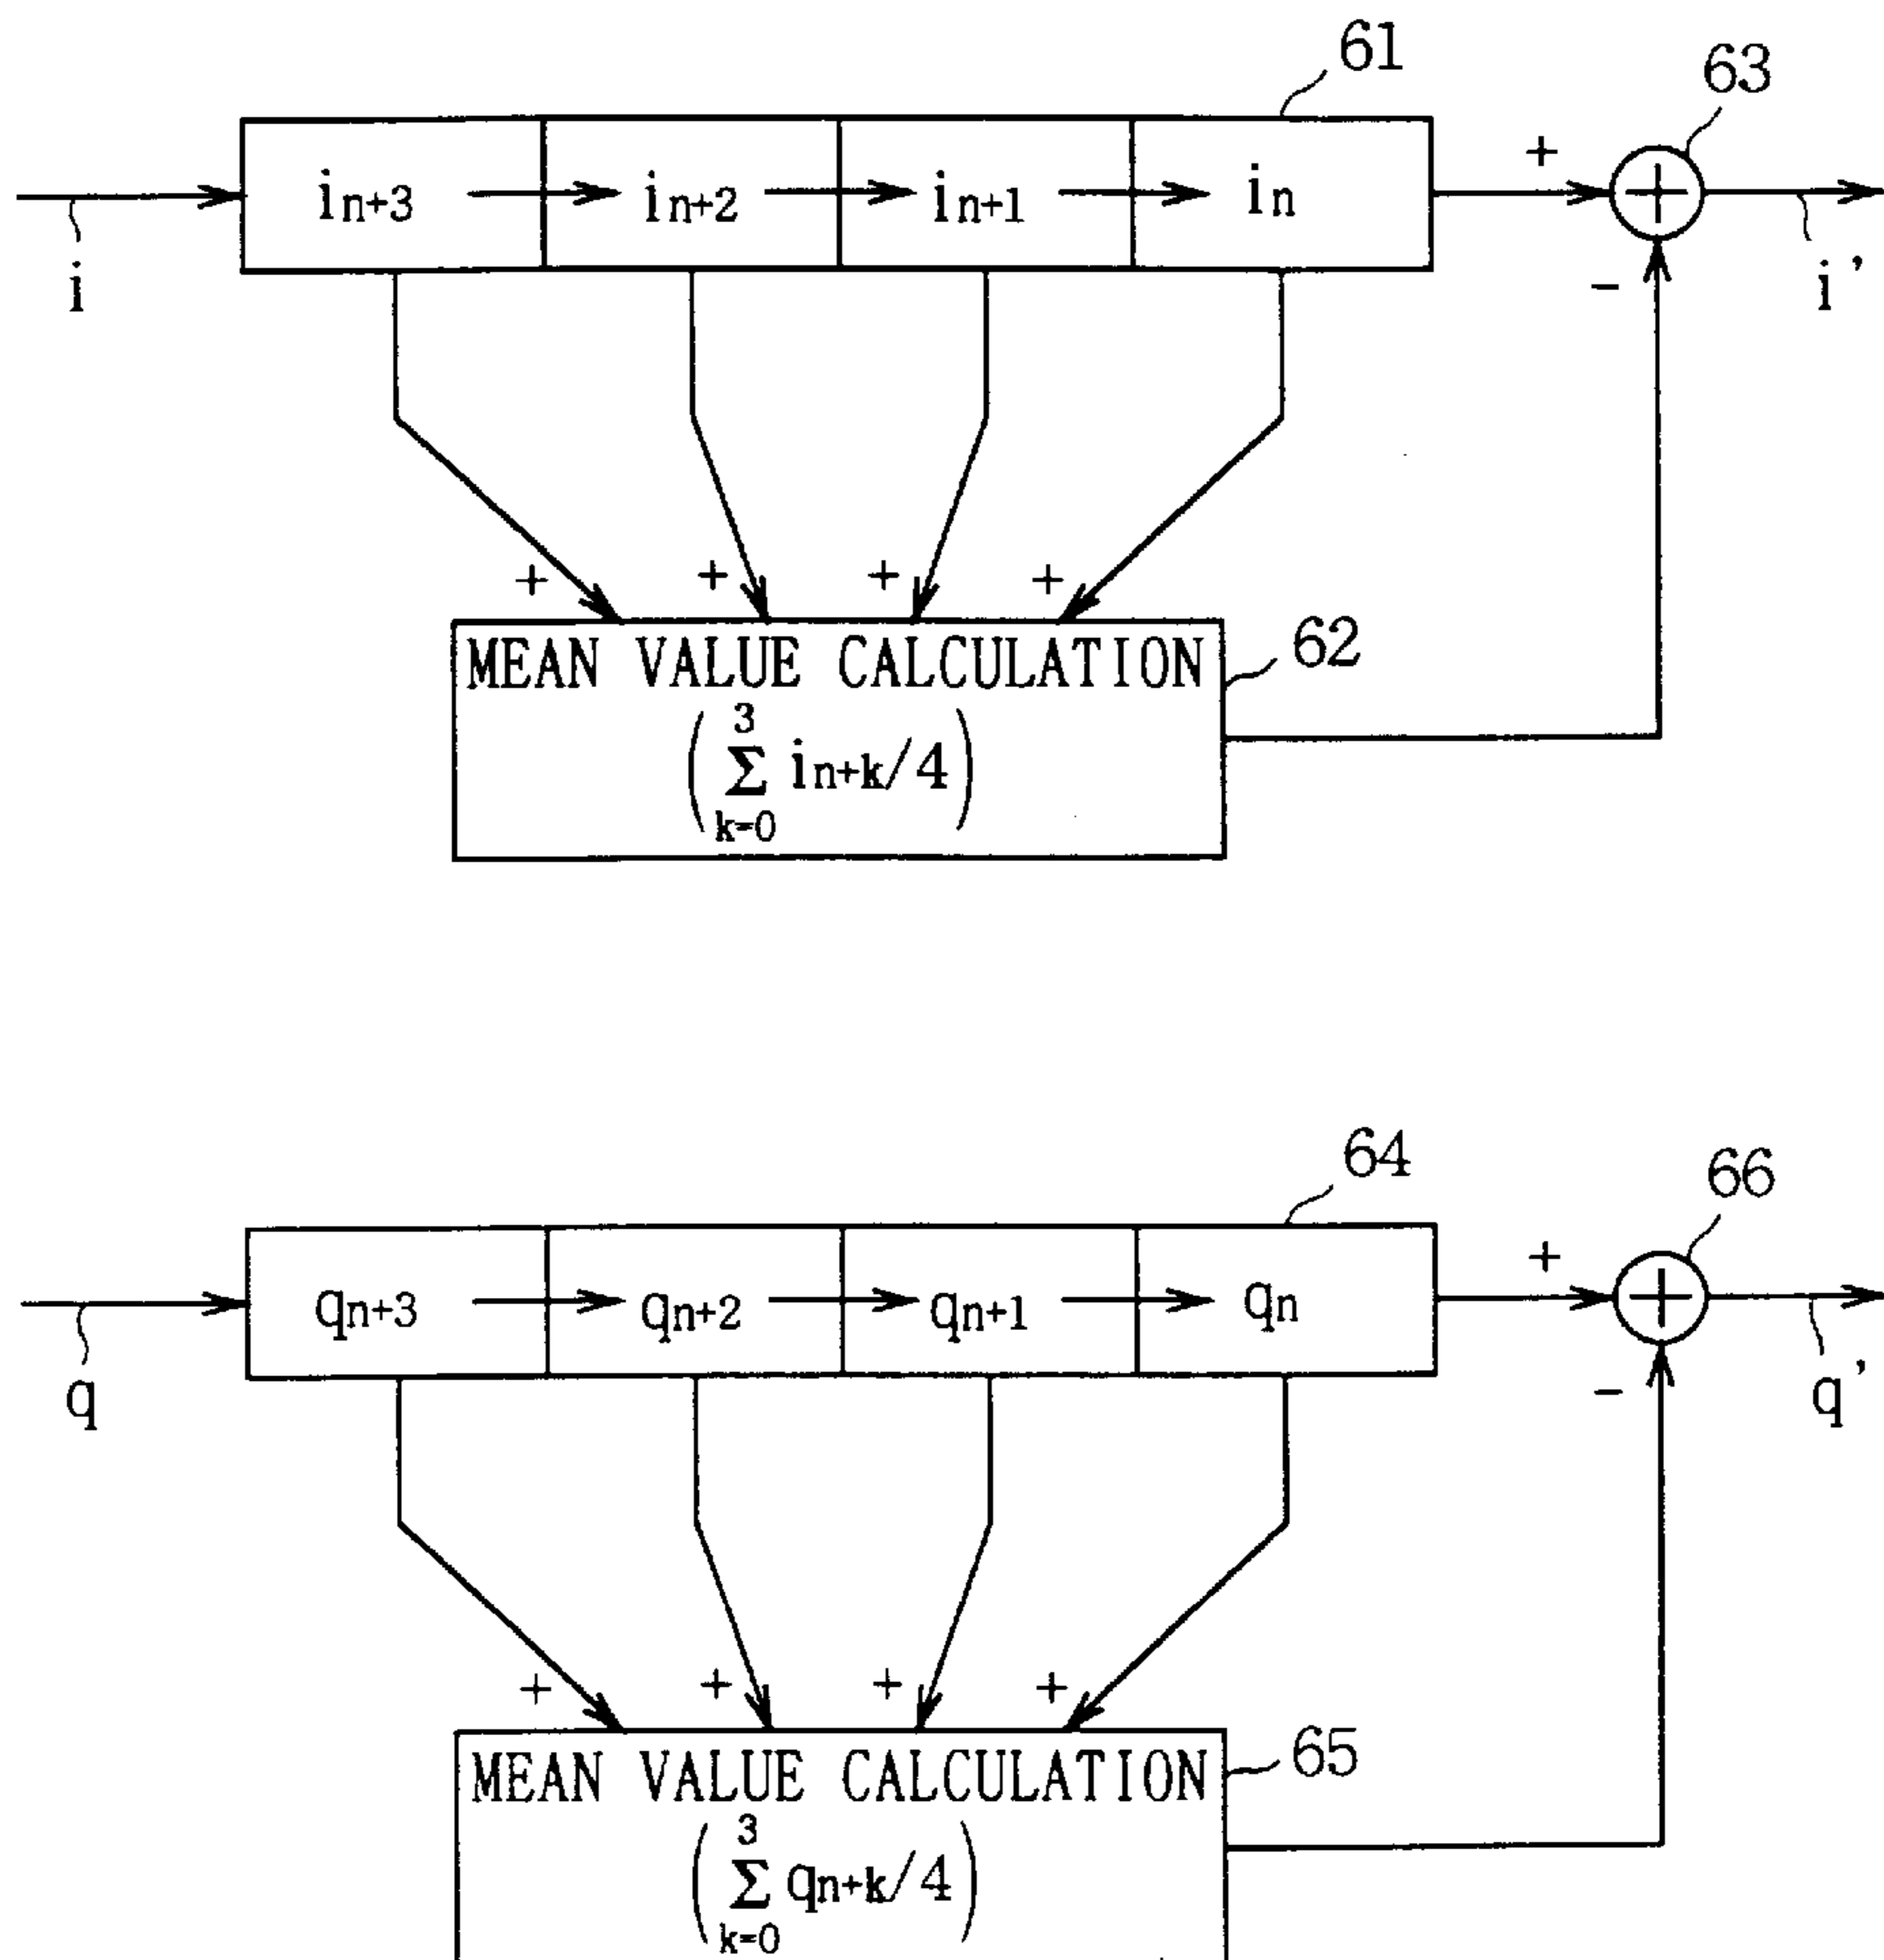 61
63
+
in+3 in+2 in+1 in
i
-
i'
+ + + +
MEAN VALUE CALCULATION
62
(3
Σ in+k/4)
k=0
64
66
+
qn+3 qn+2 qn+1 qn
q
-
q'
+ + + +
MEAN VALUE CALCULATION
65
(3
Σ qn+k/4)
k=0